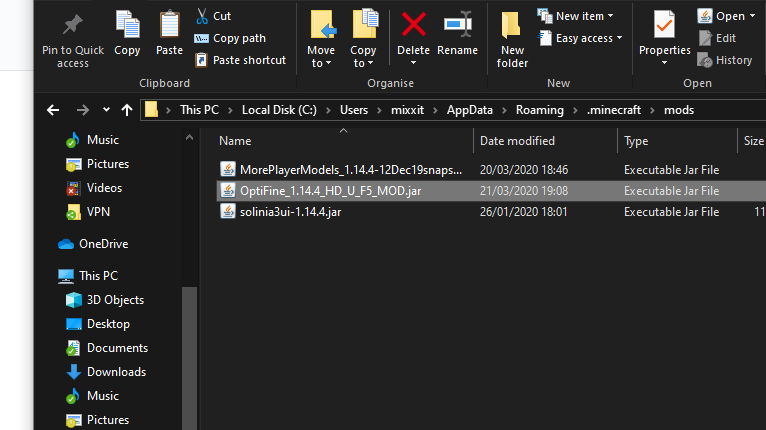 Pin to Quick access
Copy
Paste
Cut
Copy path
Paste shortcut
Clipboard
Move to
Copy to
Delete
Rename
Organise
New folder
New item
Easy access
New
Properties
Open
Edit
History
Open
This PC > Local Disk (C:) > Users > mixxit > AppData > Roaming > .minecraft > mods
Name Date modified Type Size
MorePlayerModels_1.14.4-12Dec19snaps... 20/03/2020 18:46 Executable Jar File
OptiFine_1.14.4_HD_U_F5_MOD.jar 21/03/2020 19:08 Executable Jar File
solinia3ui-1.14.4.jar 26/01/2020 18:01 Executable Jar File 11
Music
Pictures
Videos
VPN
OneDrive
This PC
3D Objects
Desktop
Documents
Downloads
Music
Pictures